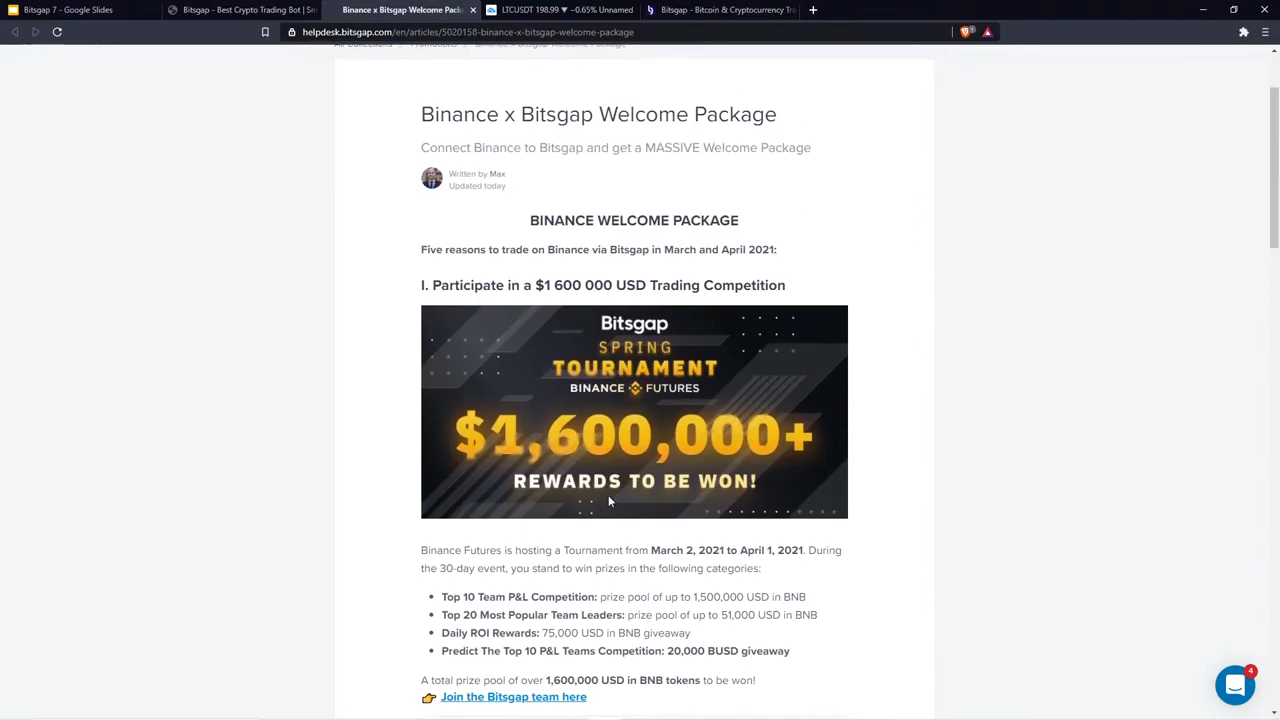 Bitsgap 7 - Google Slides
Bitsgap - Best Crypto Trading Bot | Sm
Binance x Bitsgap Welcome Pack
LTCUSDT 198.99 ▼ −0.65% Unnamed
Bitsgap - Bitcoin & Cryptocurrency Tra
helpdesk.bitsgap.com/en/articles/5020158-binance-x-bitsgap-welcome-package
All Collections
Promotions
Binance x Bitsgap Welcome Package
Binance x Bitsgap Welcome Package
Connect Binance to Bitsgap and get a MASSIVE Welcome Package
Written by Max
Updated today
BINANCE WELCOME PACKAGE
Five reasons to trade on Binance via Bitsgap in March and April 2021:
I. Participate in a $1 600 000 USD Trading Competition
Bitsgap
SPRING
TOURNAMENT
BINANCE FUTURES
$1,600,000+
REWARDS TO BE WON!
Binance Futures is hosting a Tournament from March 2, 2021 to April 1, 2021. During
the 30-day event, you stand to win prizes in the following categories:
• Top 10 Team P&L Competition: prize pool of up to 1,500,000 USD in BNB
• Top 20 Most Popular Team Leaders: prize pool of up to 51,000 USD in BNB
• Daily ROI Rewards: 75,000 USD in BNB giveaway
• Predict The Top 10 P&L Teams Competition: 20,000 BUSD giveaway
A total prize pool of over 1,600,000 USD in BNB tokens to be won!
👉 Join the Bitsgap team here
4